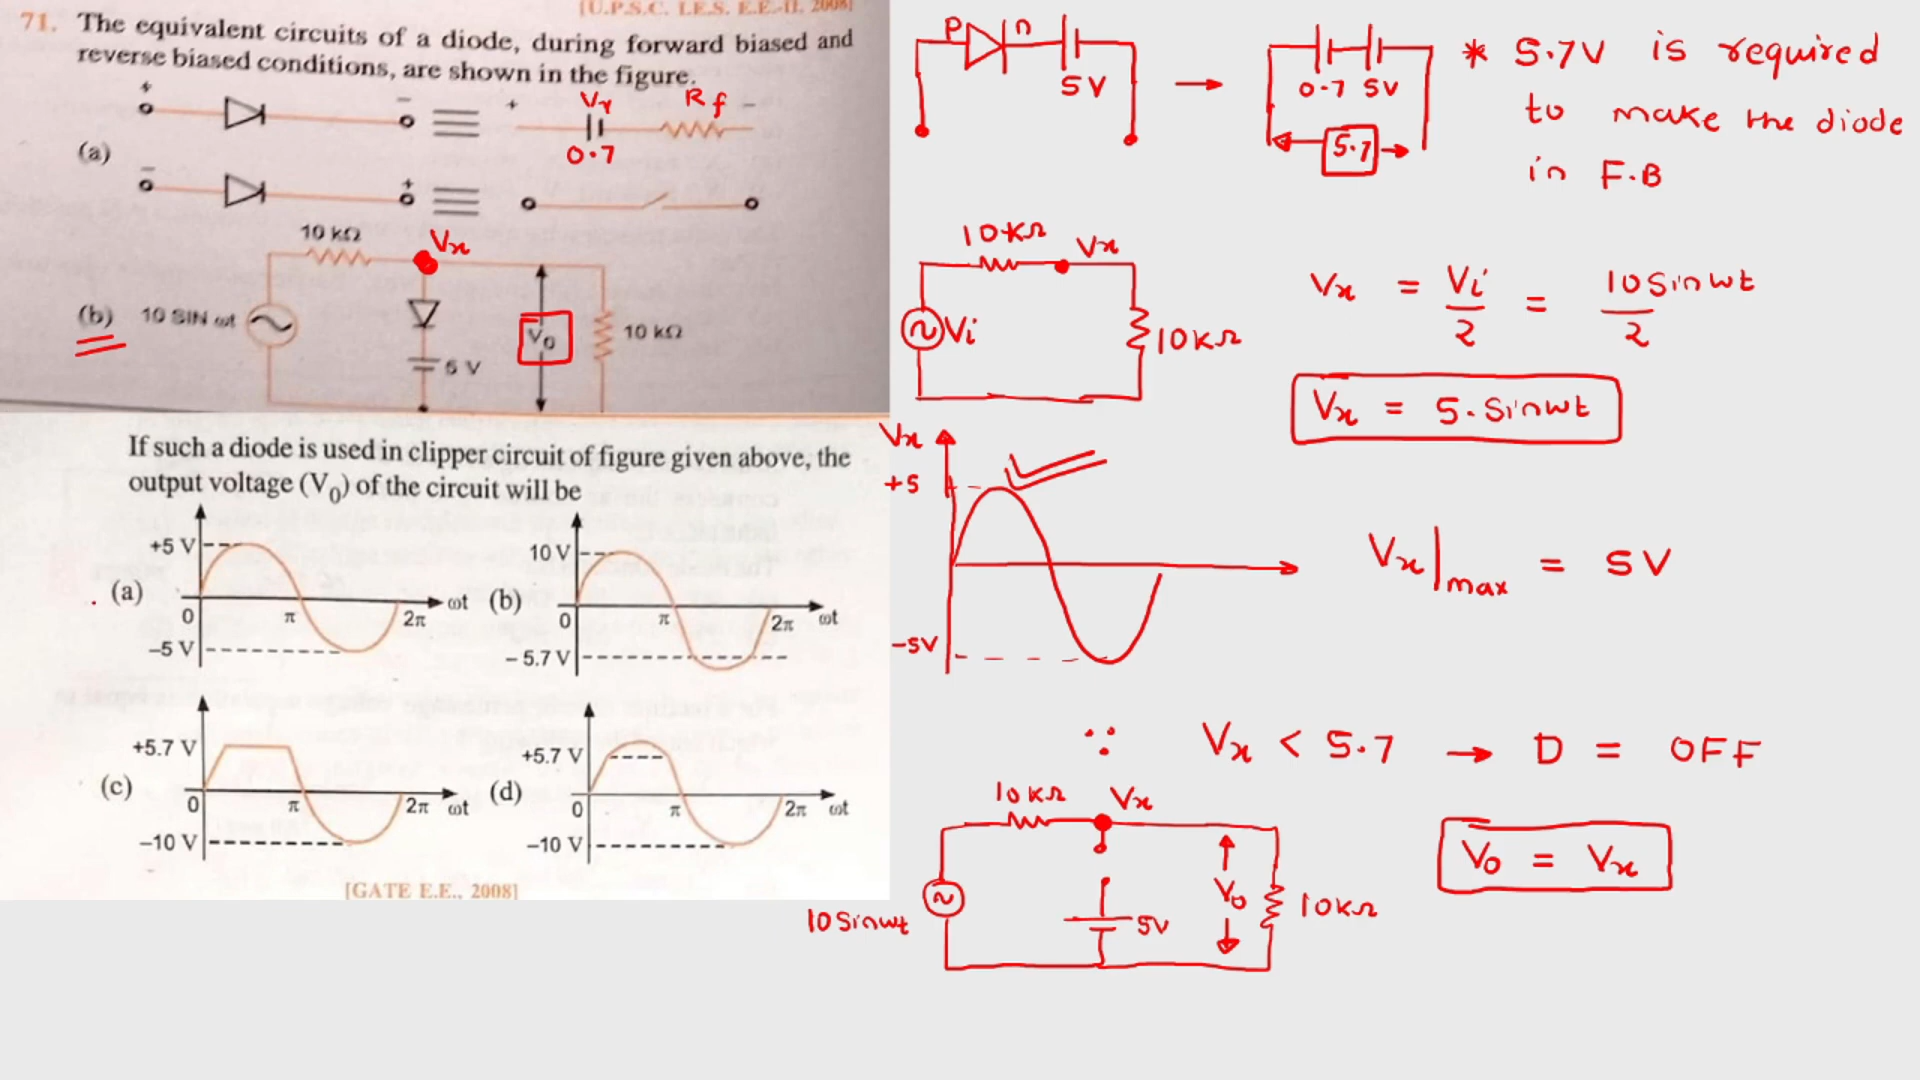 [U.P.S.C. I.E.S. E.E.-II, 2008]
71. The equivalent circuits of a diode, during forward biased and
reverse biased conditions, are shown in the figure.
+ − + Vγ Rf −
0.7
(a)
− +
10 kΩ Vx
(b) 10 SIN ωt V0 10 kΩ
5 V
If such a diode is used in clipper circuit of figure given above, the
output voltage (V0) of the circuit will be
+5 V
(a) 0 π 2π ωt
−5 V
10 V
(b) 0 π 2π ωt
− 5.7 V
+5.7 V
(c) 0 π 2π ωt
−10 V
+5.7 V
(d) 0 π 2π ωt
−10 V
[GATE E.E., 2008]
P n
5V → 0.7 5V
5.7
* 5.7V is required
to make the diode
in F.B
10KΩ Vx
Vi 10KΩ
Vx = Vi/2 = 10Sinωt/2
Vx = 5.Sinωt
Vx
+5
-5V
Vx|max = 5V
∵ Vx < 5.7 → D = OFF
10KΩ Vx
10Sinωt 5V V0 10KΩ
V0 = Vx